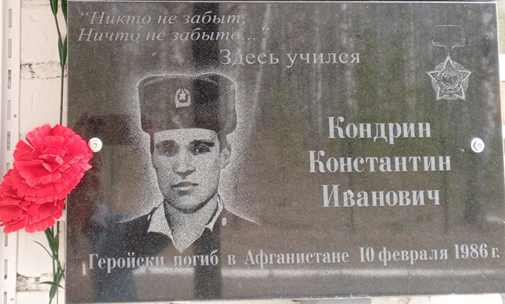 "Никто не забыт,
Ничто не забыто..."
Здесь учился
Кондрин
Константин
Иванович
Геройски погиб в Афганистане 10 февраля 1986 г.